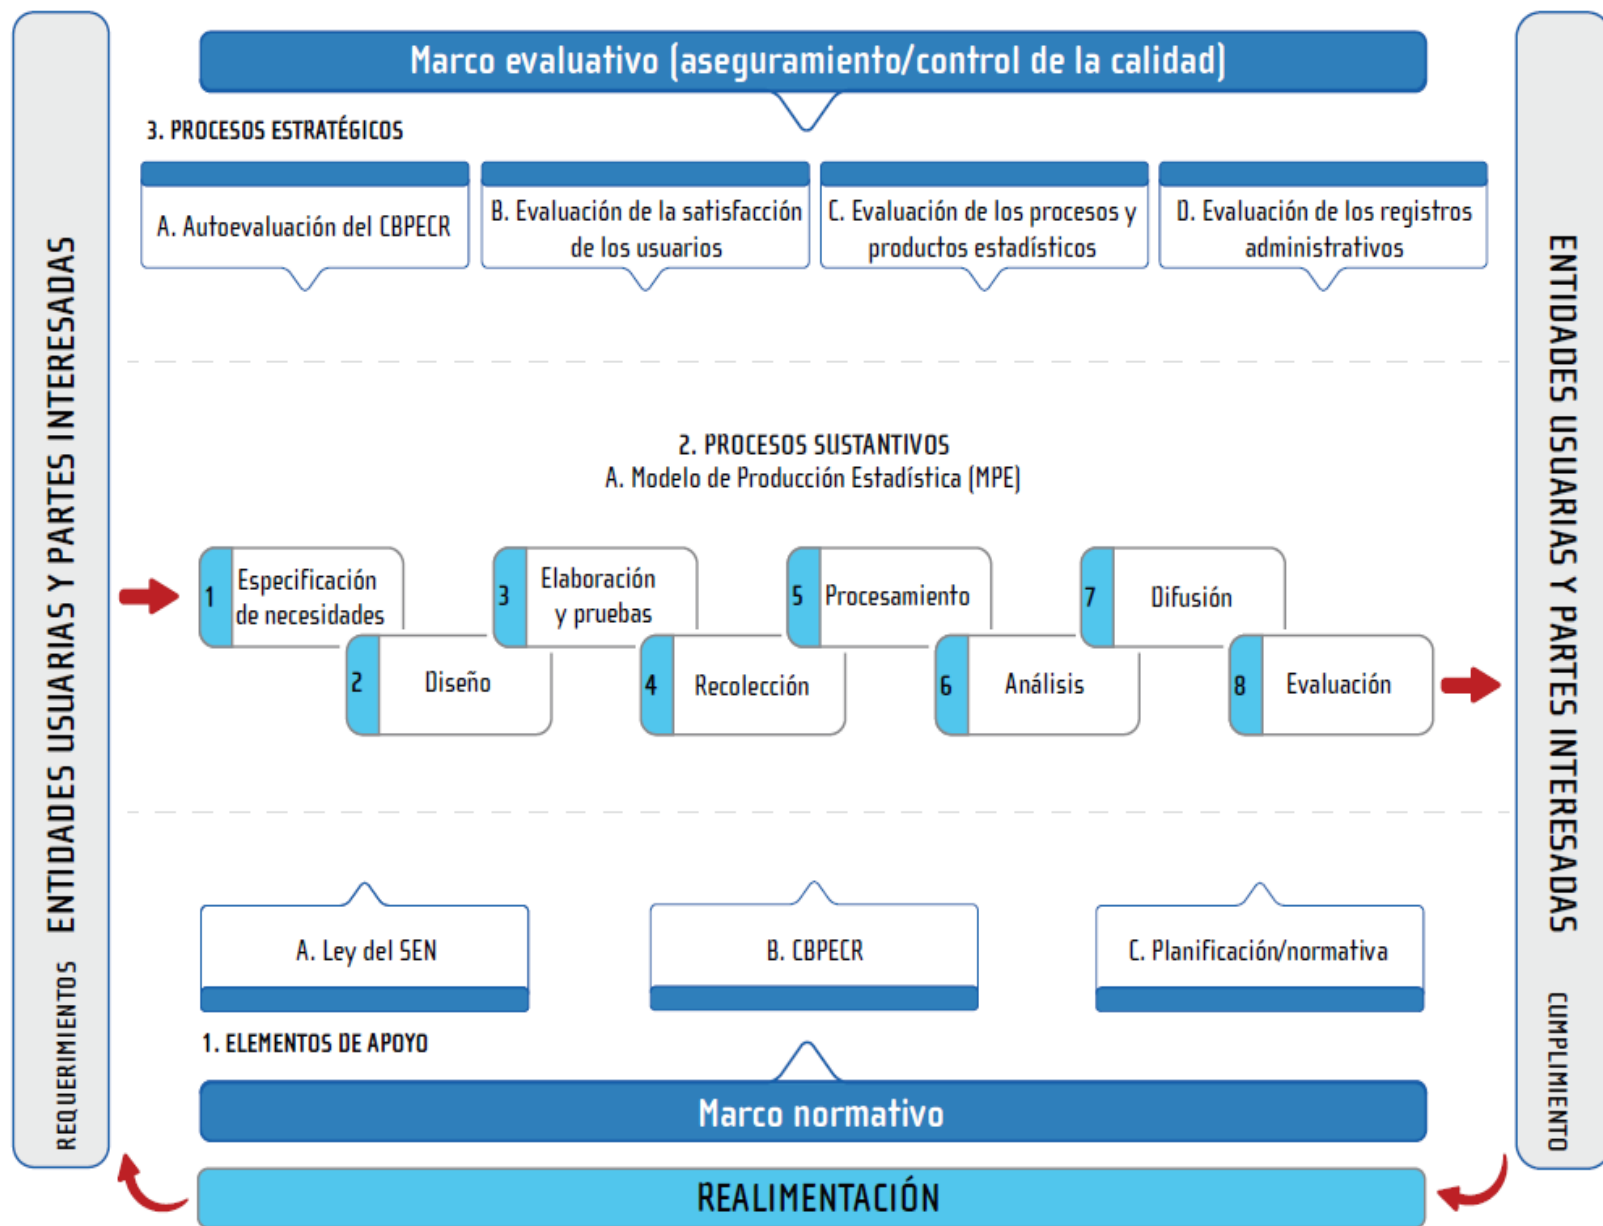 Marco evaluativo (aseguramiento/control de la calidad)
3. PROCESOS ESTRATÉGICOS
A. Autoevaluación del CBPECR
B. Evaluación de la satisfacción
de los usuarios
C. Evaluación de los procesos y
productos estadísticos
D. Evaluación de los registros
administrativos
REQUERIMIENTOS ENTIDADES USUARIAS Y PARTES INTERESADAS
2. PROCESOS SUSTANTIVOS
A. Modelo de Producción Estadística (MPE)
1
Especificación
de necesidades
2
Diseño
3
Elaboración
y pruebas
4
Recolección
5
Procesamiento
6
Análisis
7
Difusión
8
Evaluación
ENTIDADES USUARIAS Y PARTES INTERESADAS CUMPLIMIENTO
A. Ley del SEN
B. CBPECR
C. Planificación/normativa
1. ELEMENTOS DE APOYO
Marco normativo
REALIMENTACIÓN